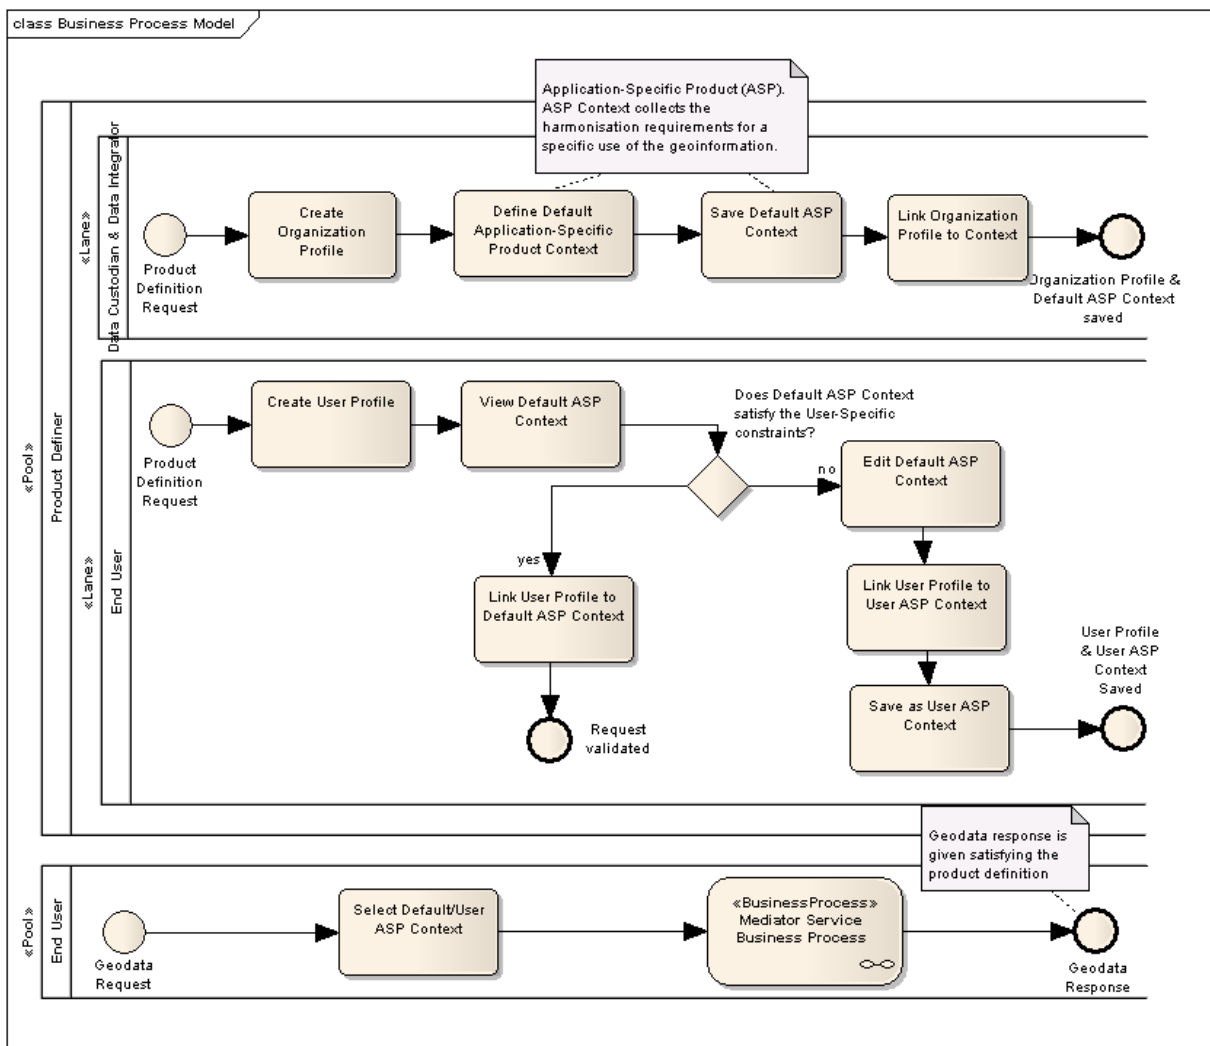 class Business Process Model
Application-Specific Product (ASP).
ASP Context collects the
harmonisation requirements for a
specific use of the geoinformation.
«Pool»
Product Definer
«Lane»
Data Custodian & Data Integrator
Product
Definition
Request
Create
Organization
Profile
Define Default
Application-Specific
Product Context
Save Default ASP
Context
Link Organization
Profile to Context
Organization Profile &
Default ASP Context
saved
«Lane»
End User
Product
Definition
Request
Create User Profile
View Default ASP
Context
Does Default ASP Context
satisfy the User-Specific
constraints?
no
Edit Default ASP
Context
yes
Link User Profile to
Default ASP Context
Link User Profile to
User ASP Context
Request
validated
Save as User ASP
Context
User Profile
& User ASP
Context
Saved
Geodata response is
given satisfying the
product definition
«Pool»
End User
Geodata
Request
Select Default/User
ASP Context
«BusinessProcess»
Mediator Service
Business Process
Geodata
Response